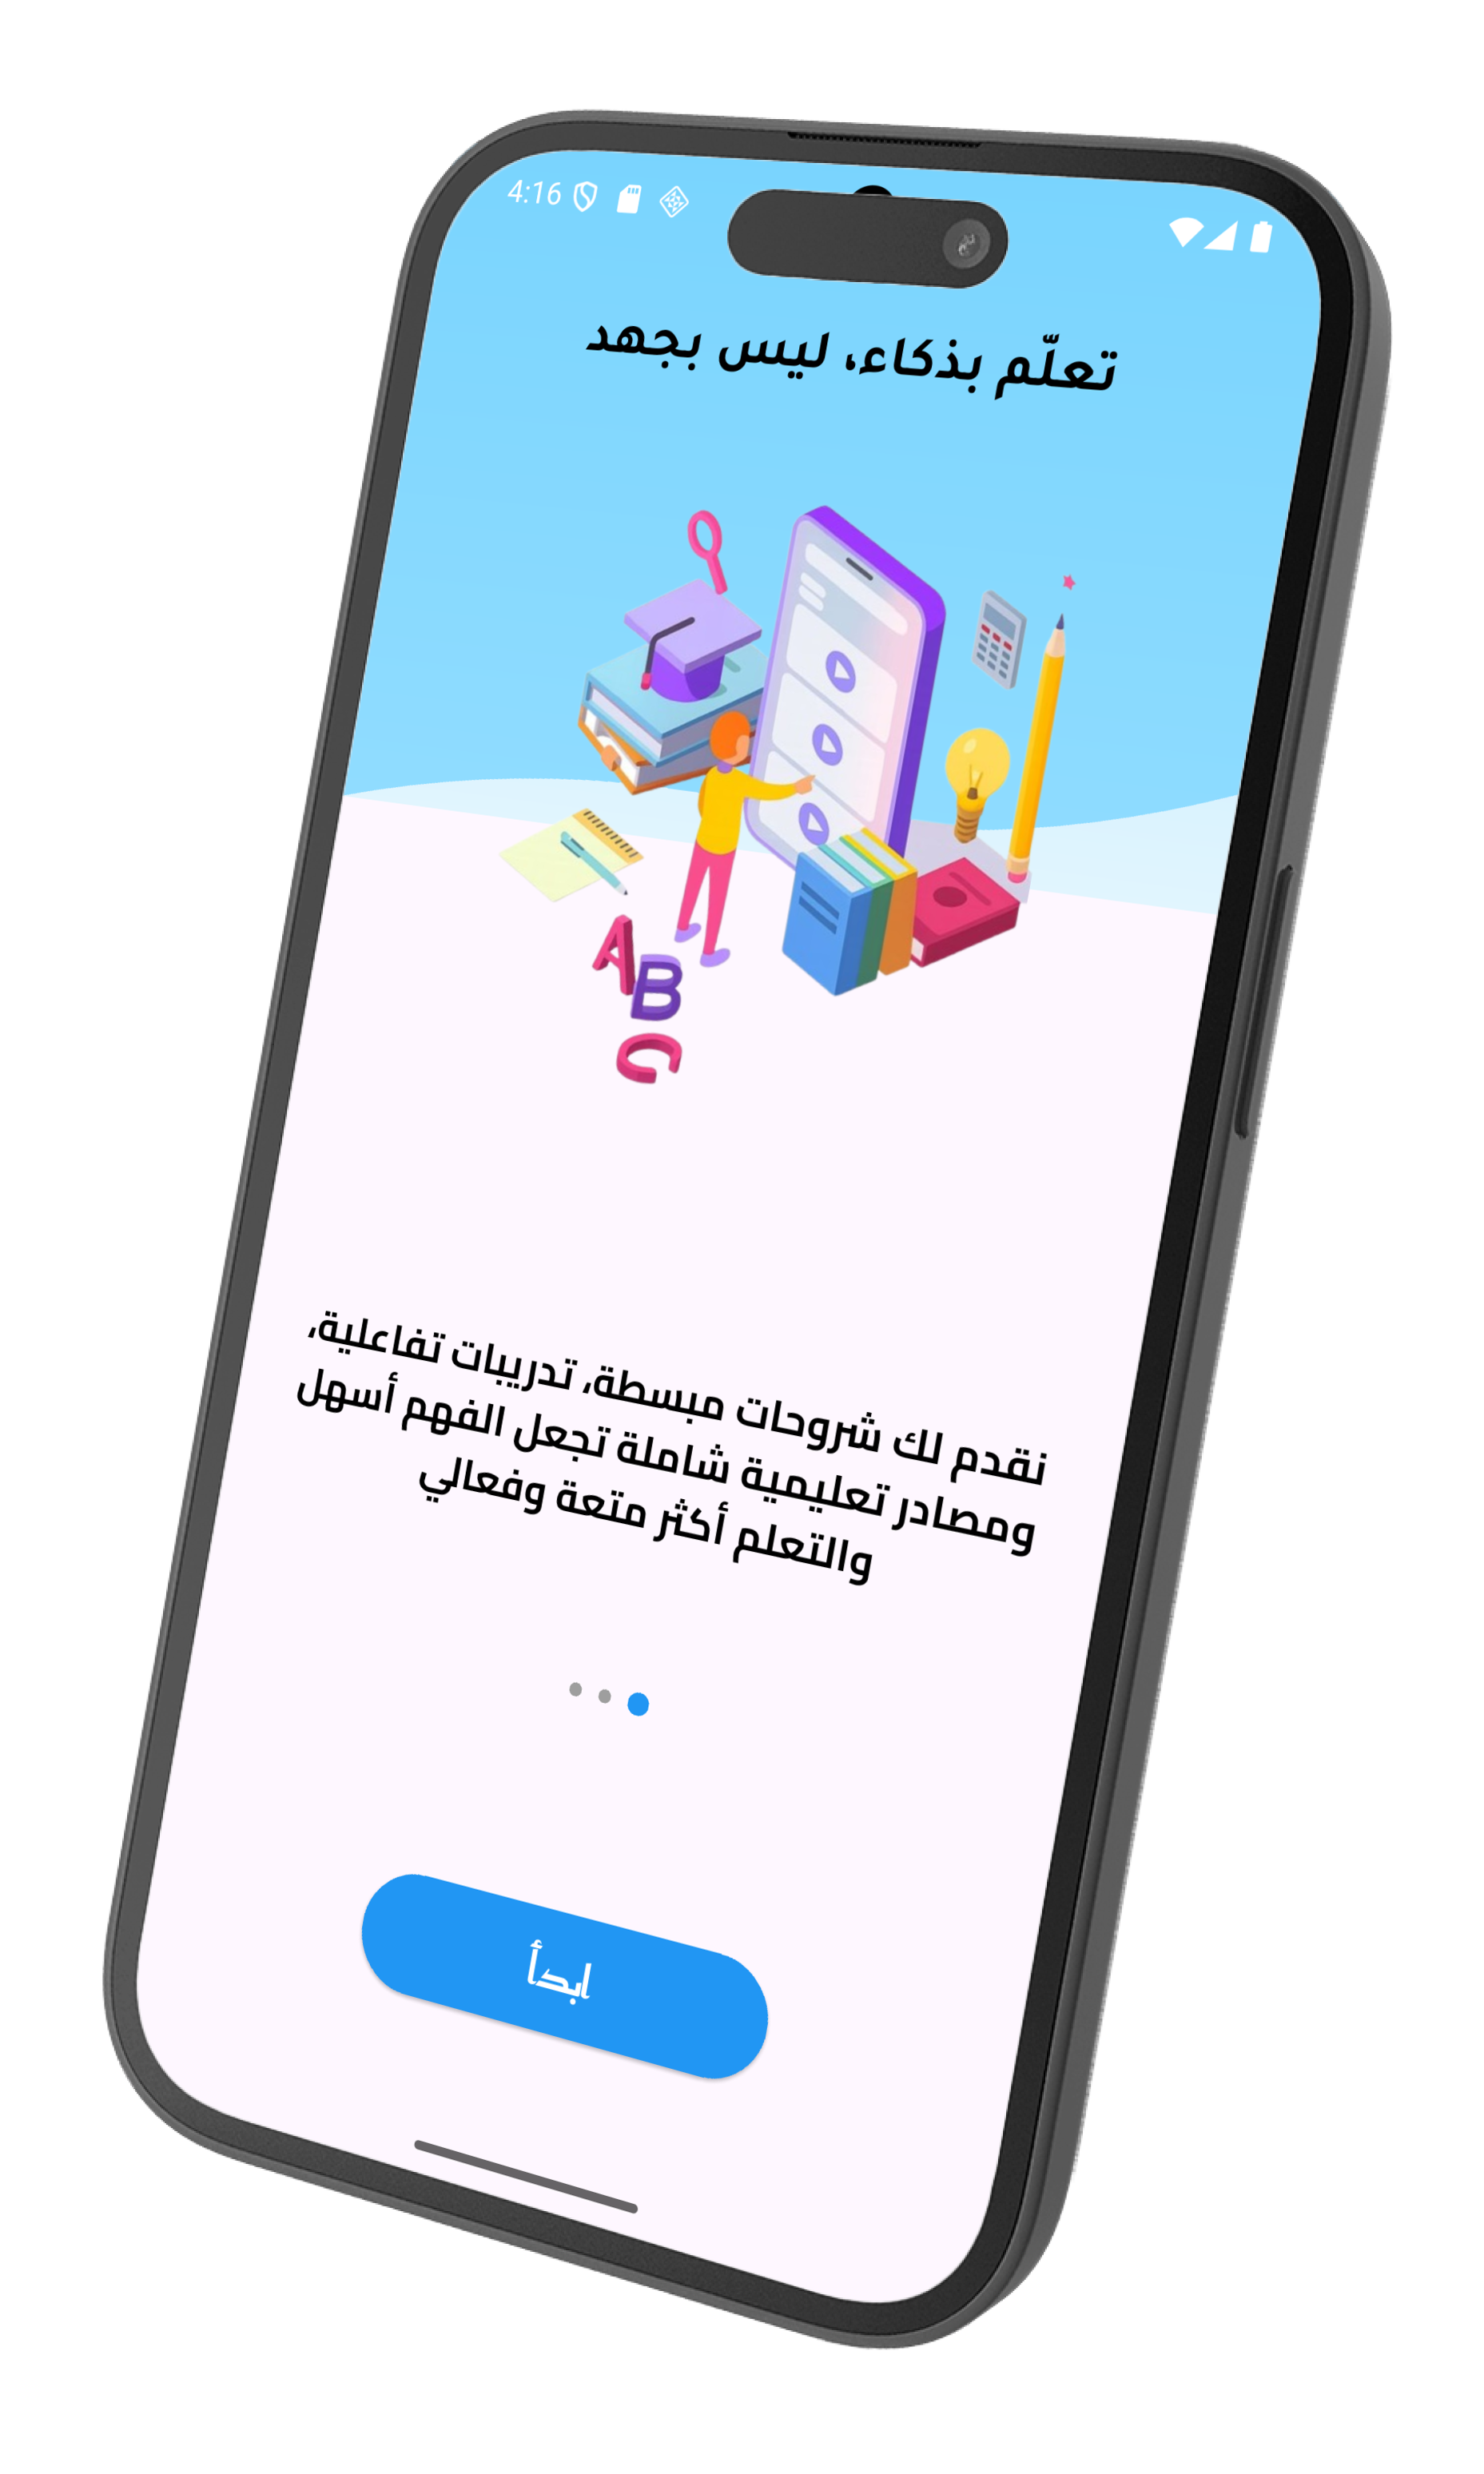 4:16
تعلّم بذكاء، ليس بجهد
A
B
C
نقدم لك شروحات مبسطة، تدريبات تفاعلية،
ومصادر تعليمية شاملة تجعل الفهم أسهل
والتعلم أكثر متعة وفعالي
ابدأ